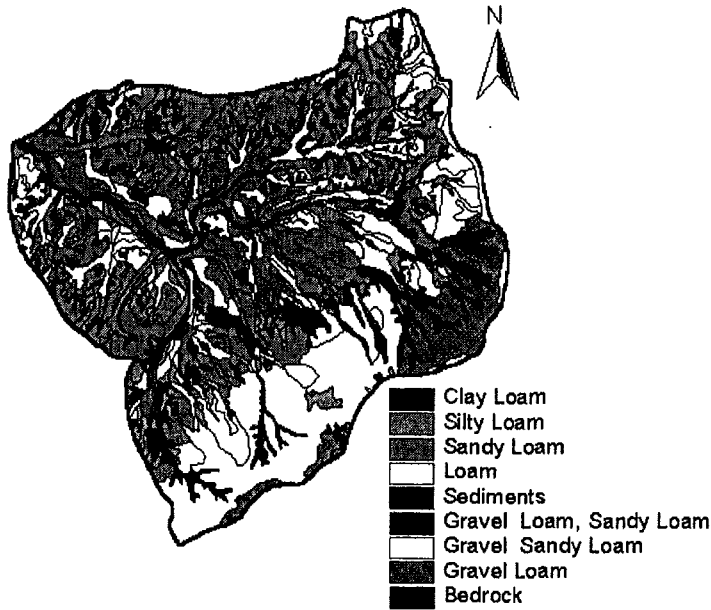 N
Clay Loam
Silty Loam
Sandy Loam
Loam
Sediments
Gravel Loam, Sandy Loam
Gravel Sandy Loam
Gravel Loam
Bedrock